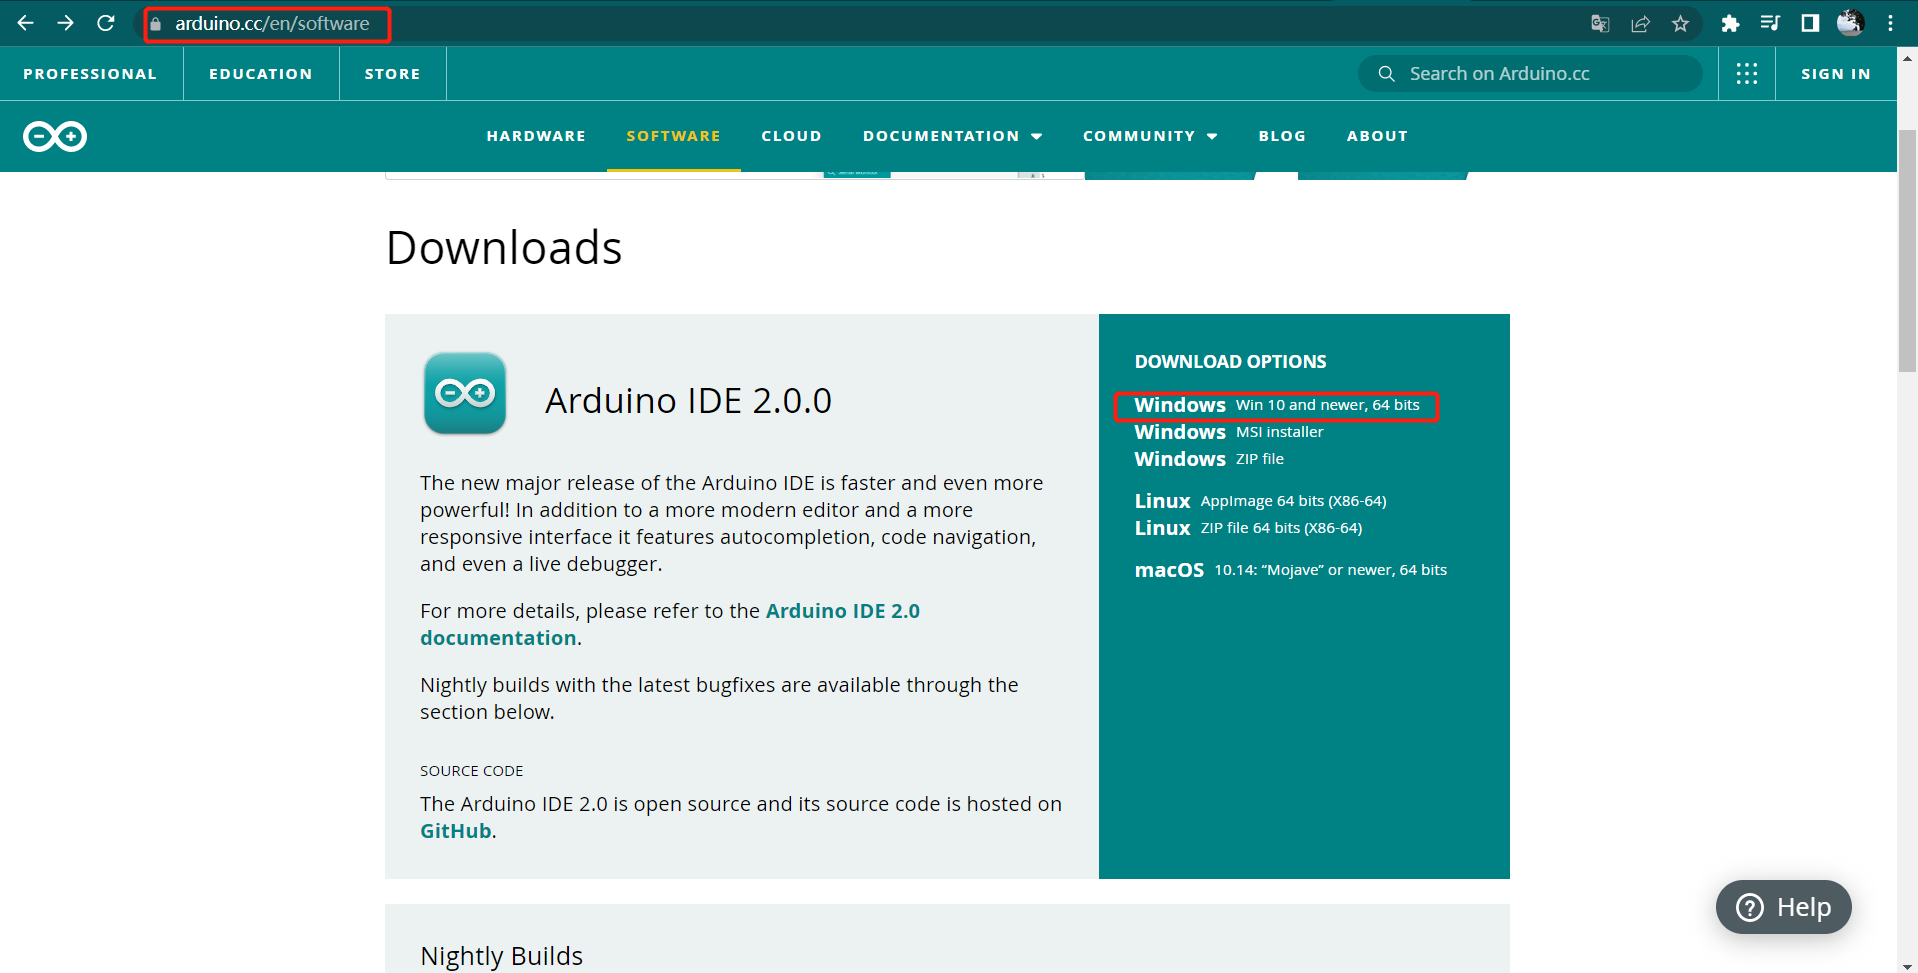 arduino.cc/en/software
PROFESSIONAL EDUCATION STORE Search on Arduino.cc SIGN IN
HARDWARE SOFTWARE CLOUD DOCUMENTATION COMMUNITY BLOG ABOUT
Downloads
Arduino IDE 2.0.0
The new major release of the Arduino IDE is faster and even more
powerful! In addition to a more modern editor and a more
responsive interface it features autocompletion, code navigation,
and even a live debugger.
For more details, please refer to the Arduino IDE 2.0
documentation.
Nightly builds with the latest bugfixes are available through the
section below.
SOURCE CODE
The Arduino IDE 2.0 is open source and its source code is hosted on
GitHub.
DOWNLOAD OPTIONS
Windows Win 10 and newer, 64 bits
Windows MSI installer
Windows ZIP file
Linux AppImage 64 bits (X86-64)
Linux ZIP file 64 bits (X86-64)
macOS 10.14: “Mojave” or newer, 64 bits
Help
Nightly Builds